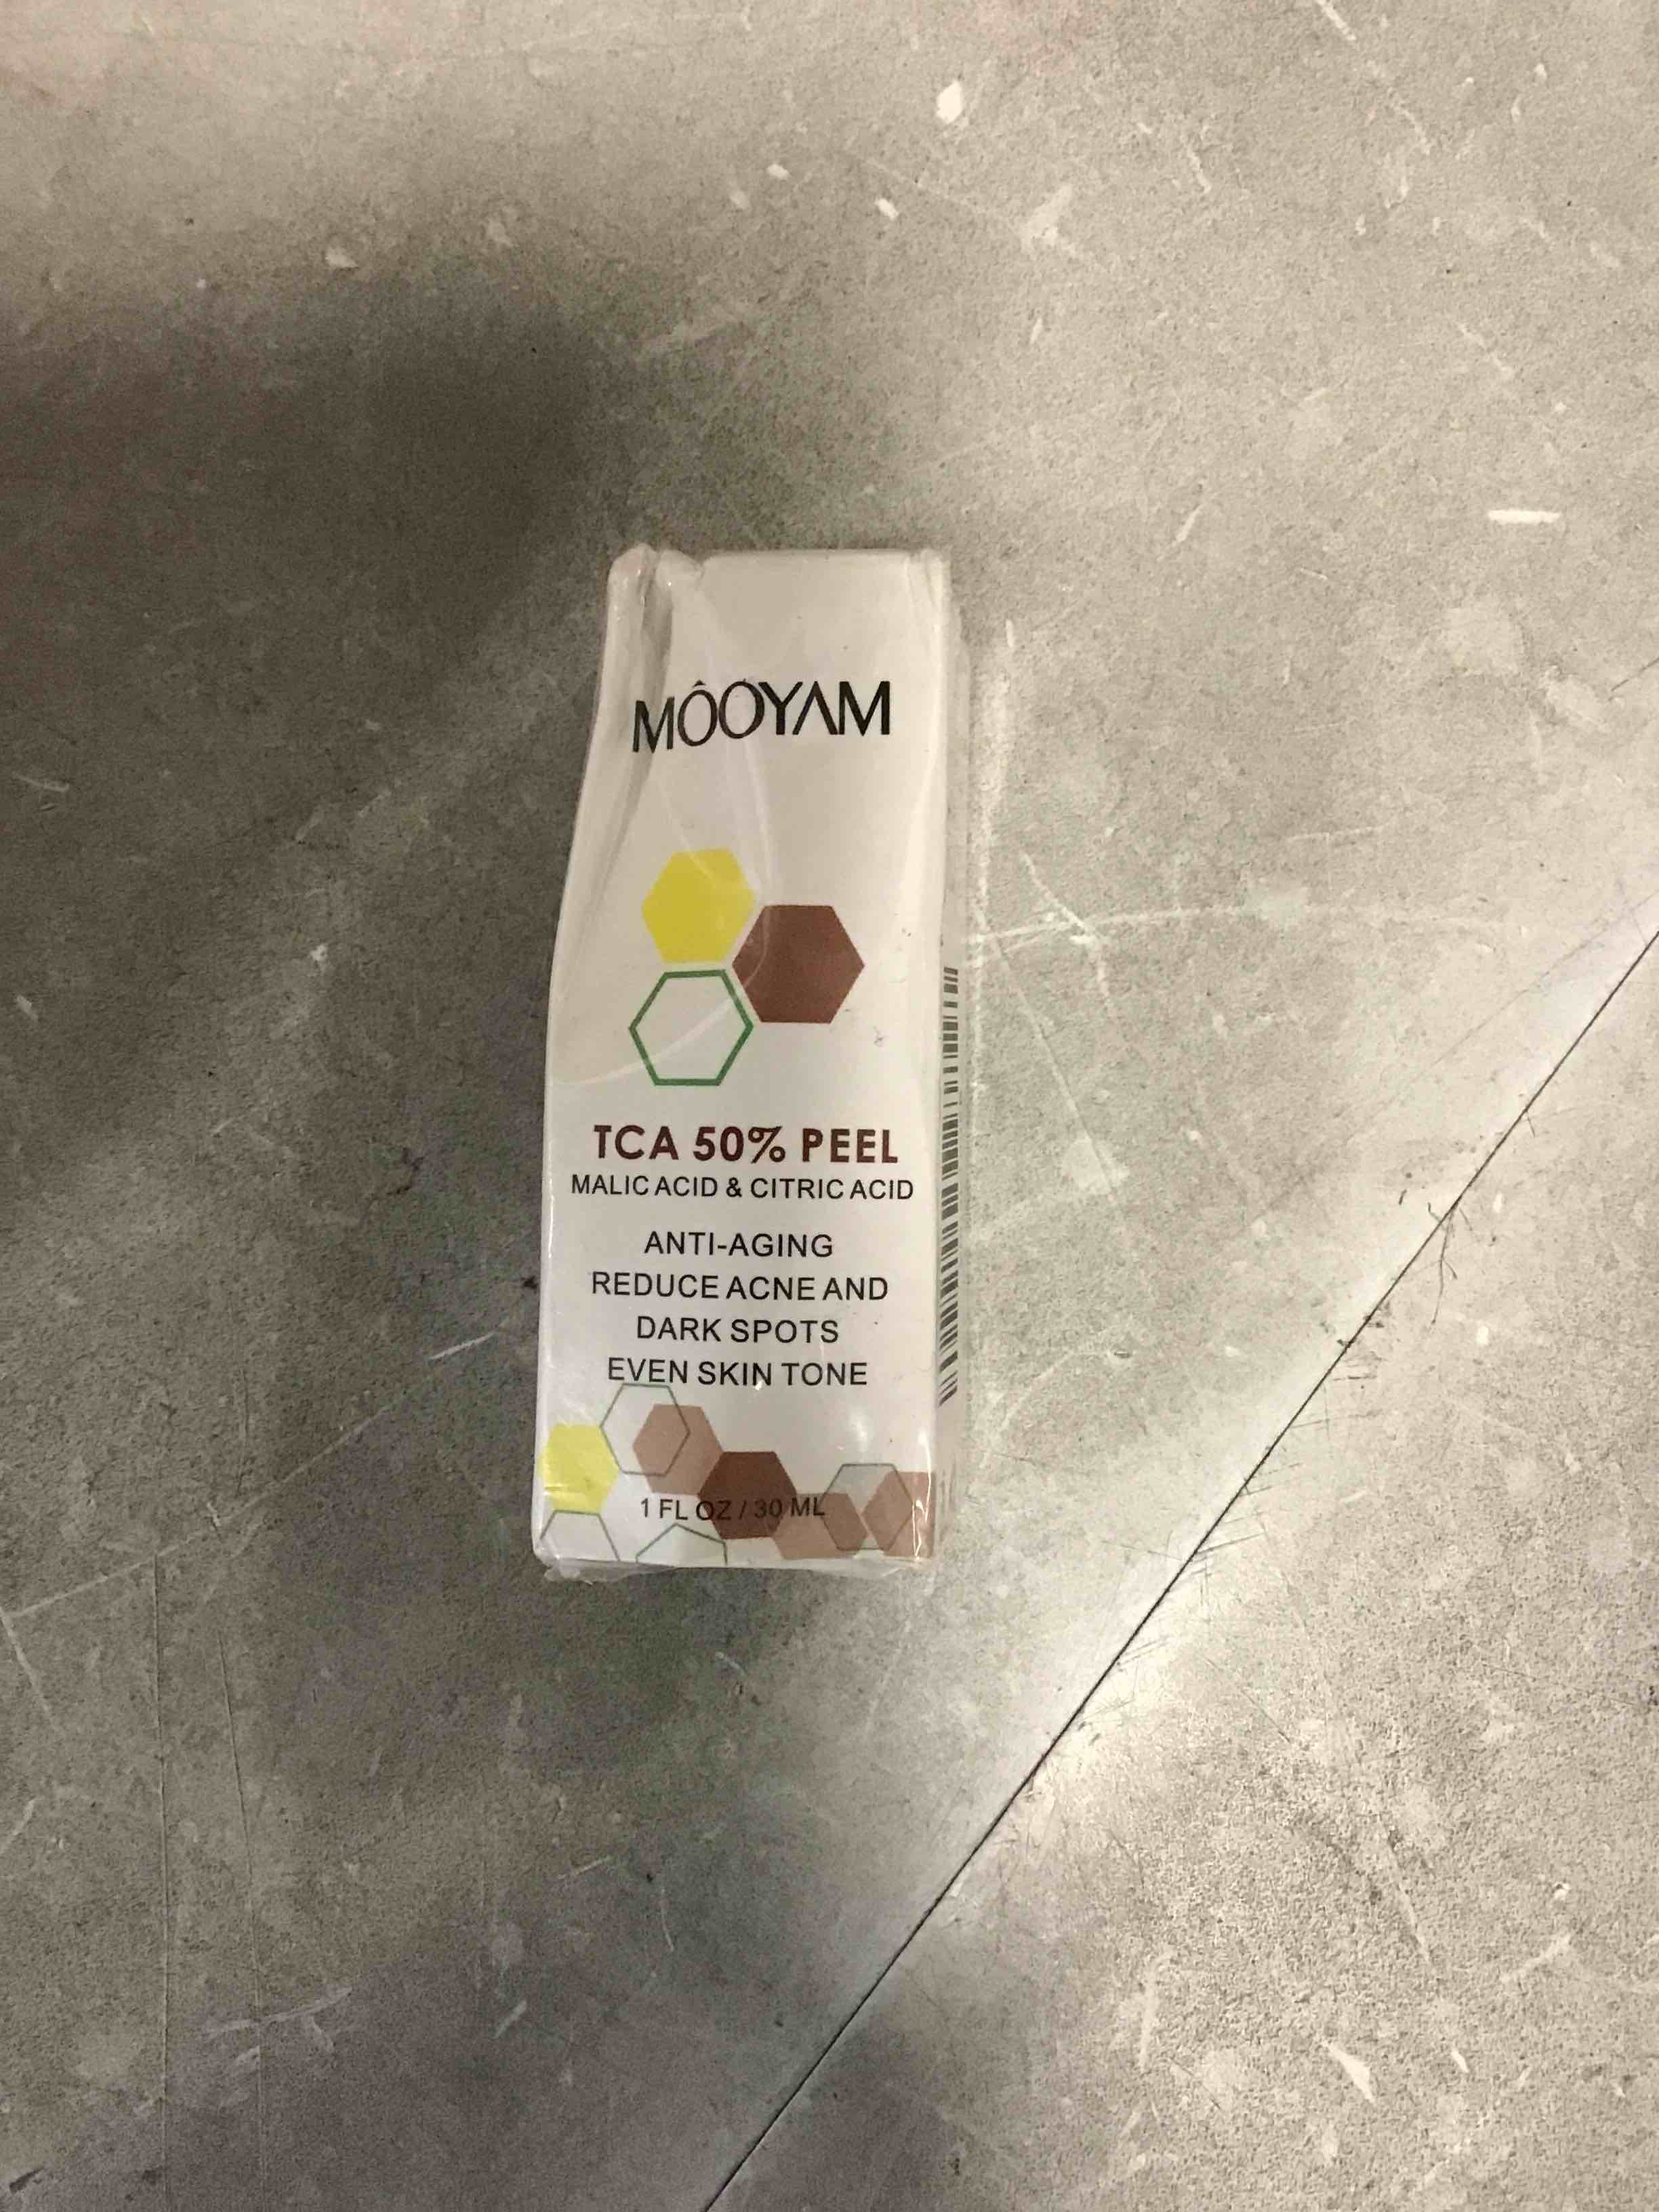 MÔOYAM
TCA 50% PEEL
MALIC ACID & CITRIC ACID
ANTI-AGING
REDUCE ACNE AND
DARK SPOTS
EVEN SKIN TONE
1 FL OZ / 30 ML